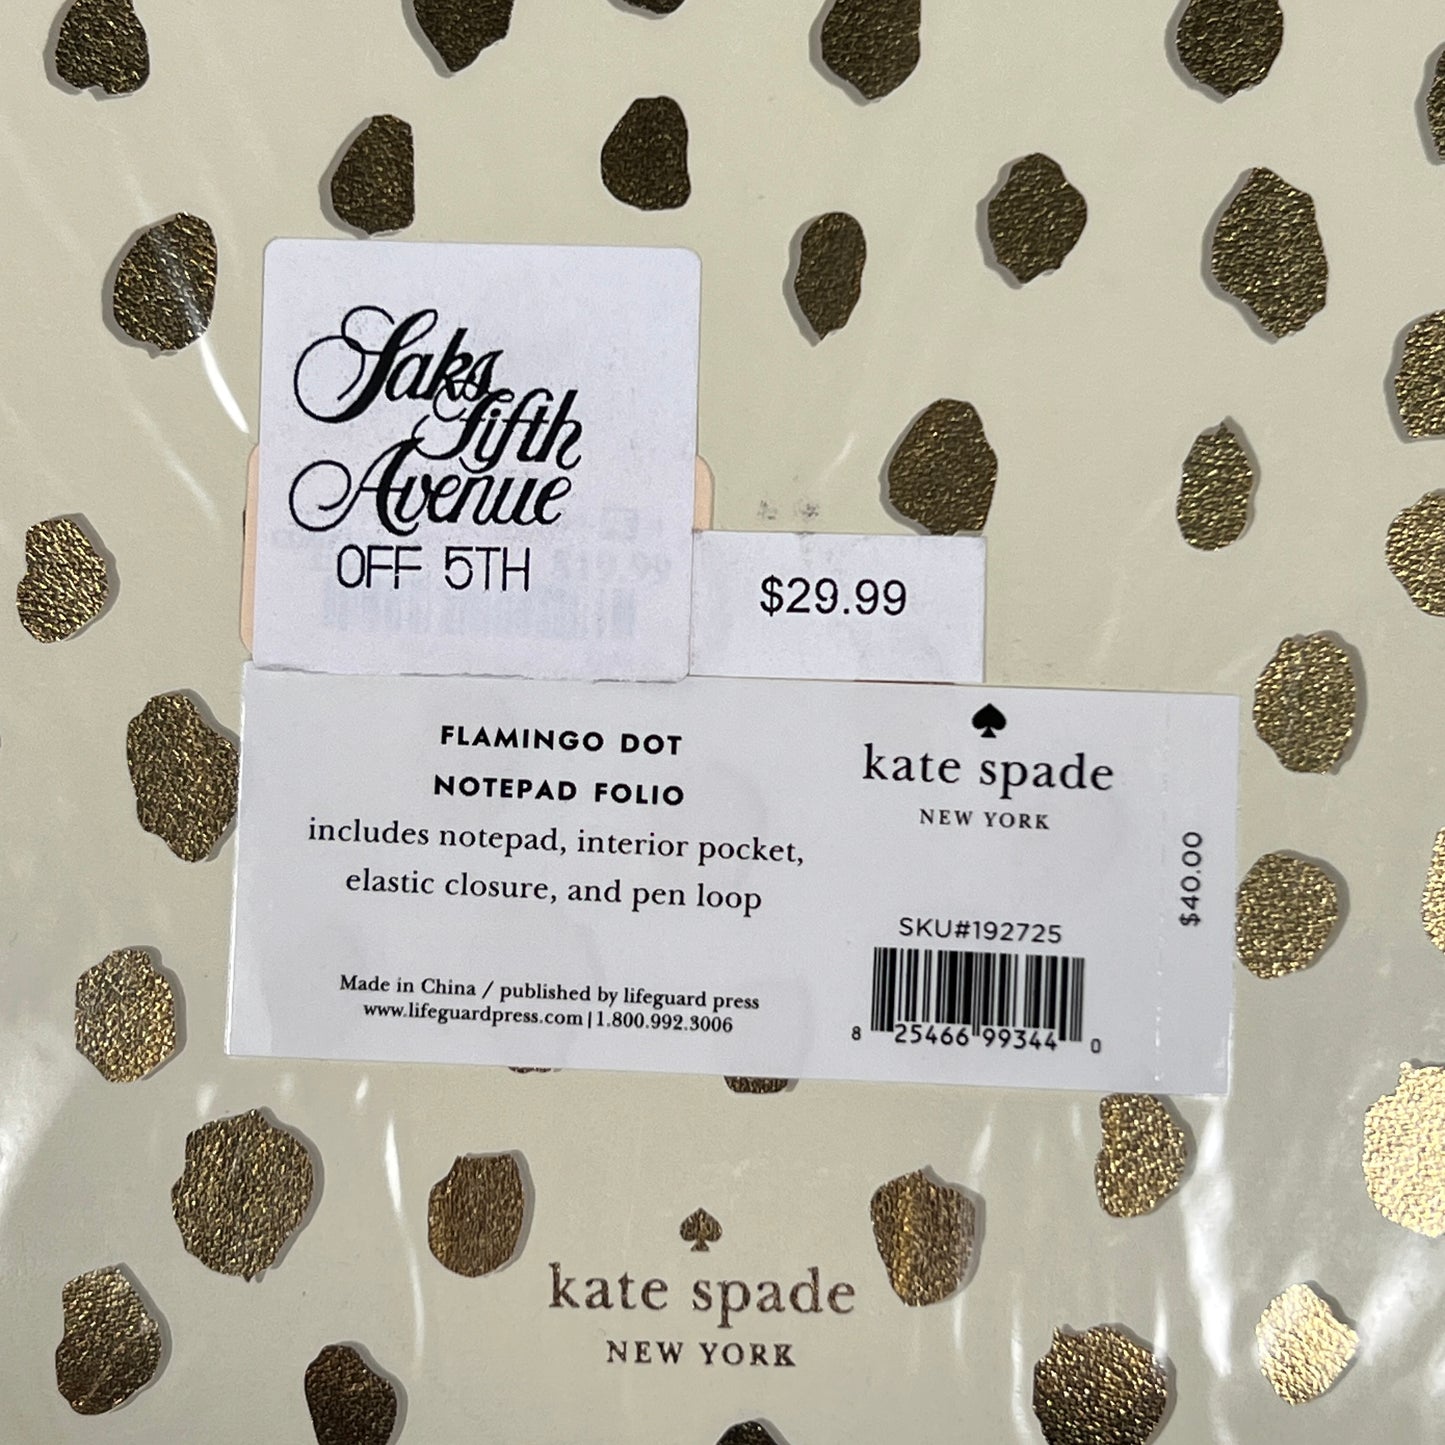 Saks
Fifth
Avenue
OFF 5TH
$29.99
FLAMINGO DOT
NOTEPAD FOLIO
includes notepad, interior pocket,
elastic closure, and pen loop
Made in China / published by lifeguard press
www.lifeguardpress.com | 1.800.992.3006
kate spade
NEW YORK
SKU#192725
8 25466 99344 0
$40.00
kate spade
NEW YORK